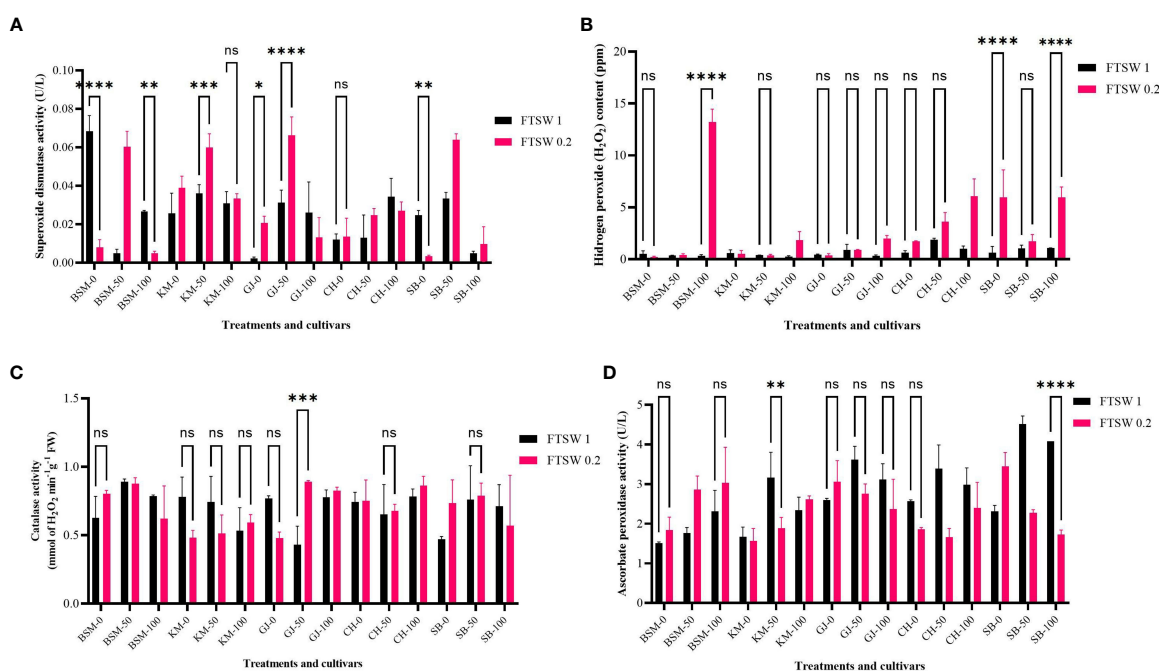 A
Superoxide dismutase activity (U/L)
0.10
0.08
0.06
0.04
0.02
0.00
****
**
***
ns
*
****
ns
**
FTSW 1
FTSW 0.2
BSM-0
BSM-50
BSM-100
KM-0
KM-50
KM-100
GJ-0
GJ-50
GJ-100
CH-0
CH-50
CH-100
SB-0
SB-50
SB-100
Treatments and cultivars
B
Hidrogen peroxide (H₂O₂) content (ppm)
20
15
10
5
0
ns
****
ns
ns
ns
ns
ns
ns
****
ns
****
FTSW 1
FTSW 0.2
BSM-0
BSM-50
BSM-100
KM-0
KM-50
KM-100
GJ-0
GJ-50
GJ-100
CH-0
CH-50
CH-100
SB-0
SB-50
SB-100
Treatments and cultivars
C
Catalase activity
(mmol of H₂O₂ min⁻¹g⁻¹ FW)
1.5
1.0
0.5
0.0
ns
ns
ns
ns
ns
***
ns
ns
FTSW 1
FTSW 0.2
BSM-0
BSM-50
BSM-100
KM-0
KM-50
KM-100
GJ-0
GJ-50
GJ-100
CH-0
CH-50
CH-100
SB-0
SB-50
SB-100
Treatments and cultivars
D
Ascorbate peroxidase activity (U/L)
5
4
3
2
1
0
ns
ns
**
ns
ns
ns
ns
****
FTSW 1
FTSW 0.2
BSM-0
BSM-50
BSM-100
KM-0
KM-50
KM-100
GJ-0
GJ-50
GJ-100
CH-0
CH-50
CH-100
SB-0
SB-50
SB-100
Treatments and cultivars